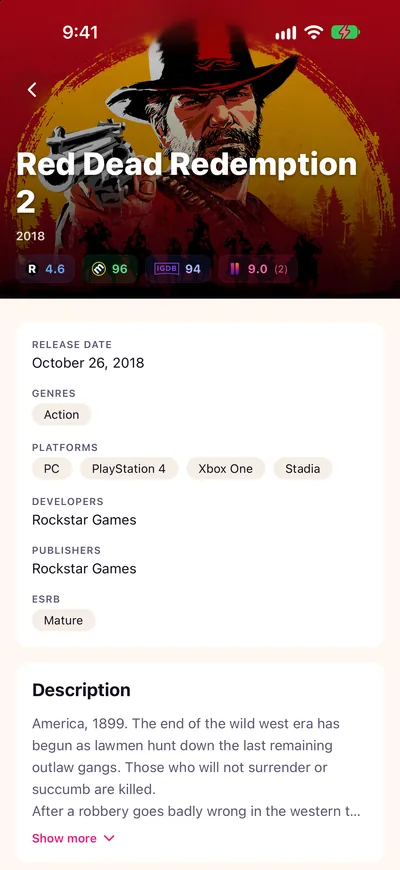 9:41
Red Dead Redemption
2
2018
R 4.6 96 IGDB 94 9.0 (2)
RELEASE DATE
October 26, 2018
GENRES
Action
PLATFORMS
PC PlayStation 4 Xbox One Stadia
DEVELOPERS
Rockstar Games
PUBLISHERS
Rockstar Games
ESRB
Mature
Description
America, 1899. The end of the wild west era has
begun as lawmen hunt down the last remaining
outlaw gangs. Those who will not surrender or
succumb are killed.
After a robbery goes badly wrong in the western t...
Show more